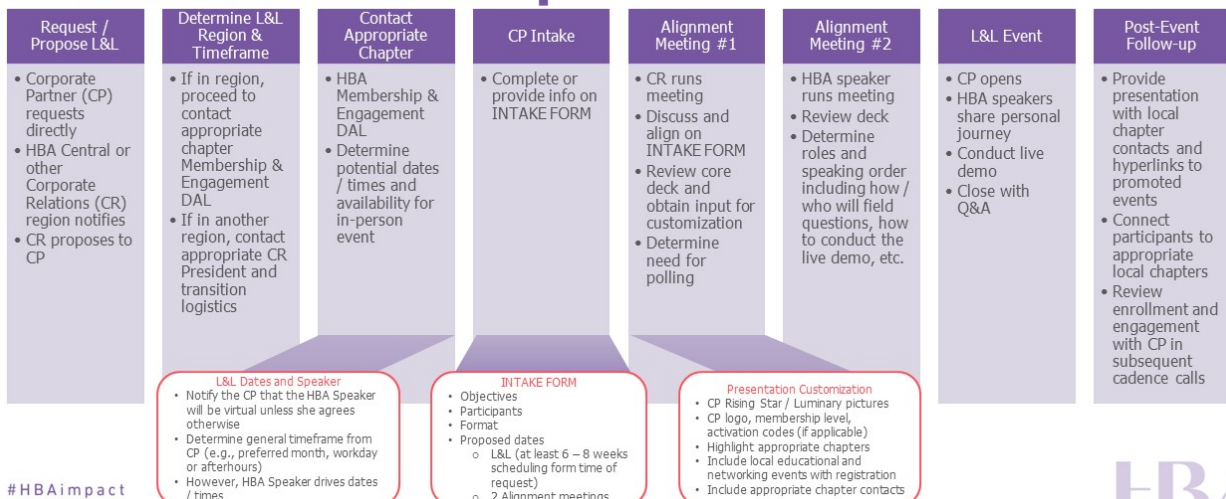 Request /
Propose L&L
• Corporate
Partner (CP)
requests
directly
• HBA Central or
other
Corporate
Relations (CR)
region notifies
• CR proposes to
CP
Determine L&L
Region &
Timeframe
• If in region,
proceed to
contact
appropriate
chapter
Membership &
Engagement
DAL
• If in another
region, contact
appropriate CR
President and
transition
logistics
Contact
Appropriate
Chapter
• HBA
Membership &
Engagement
DAL
• Determine
potential dates
/ times and
availability for
in-person
event
CP Intake
• Complete or
provide info on
INTAKE FORM
Alignment
Meeting #1
• CR runs
meeting
• Discuss and
align on
INTAKE FORM
• Review core
deck and
obtain input for
customization
• Determine
need for
polling
Alignment
Meeting #2
• HBA speaker
runs meeting
• Review deck
• Determine
roles and
speaking order
including how /
who will field
questions, how
to conduct the
live demo, etc.
L&L Event
• CP opens
• HBA speakers
share personal
journey
• Conduct live
demo
• Close with
Q&A
Post-Event
Follow-up
• Provide
presentation
with local
chapter
contacts and
hyperlinks to
promoted
events
• Connect
participants to
appropriate
local chapters
• Review
enrollment and
engagement
with CP in
subsequent
cadence calls
L&L Dates and Speaker
• Notify the CP that the HBA Speaker
will be virtual unless she agrees
otherwise
• Determine general timeframe from
CP (e.g., preferred month, workday
or afterhours)
• However, HBA Speaker drives dates
/ times
INTAKE FORM
• Objectives
• Participants
• Format
• Proposed dates
o L&L (at least 6 – 8 weeks
scheduling form time of
request)
o 2 Alignment meetings
Presentation Customization
• CP Rising Star / Luminary pictures
• CP logo, membership level,
activation codes (if applicable)
• Highlight appropriate chapters
• Include local educational and
networking events with registration
• Include appropriate chapter contacts
#HBAimpact
HBA